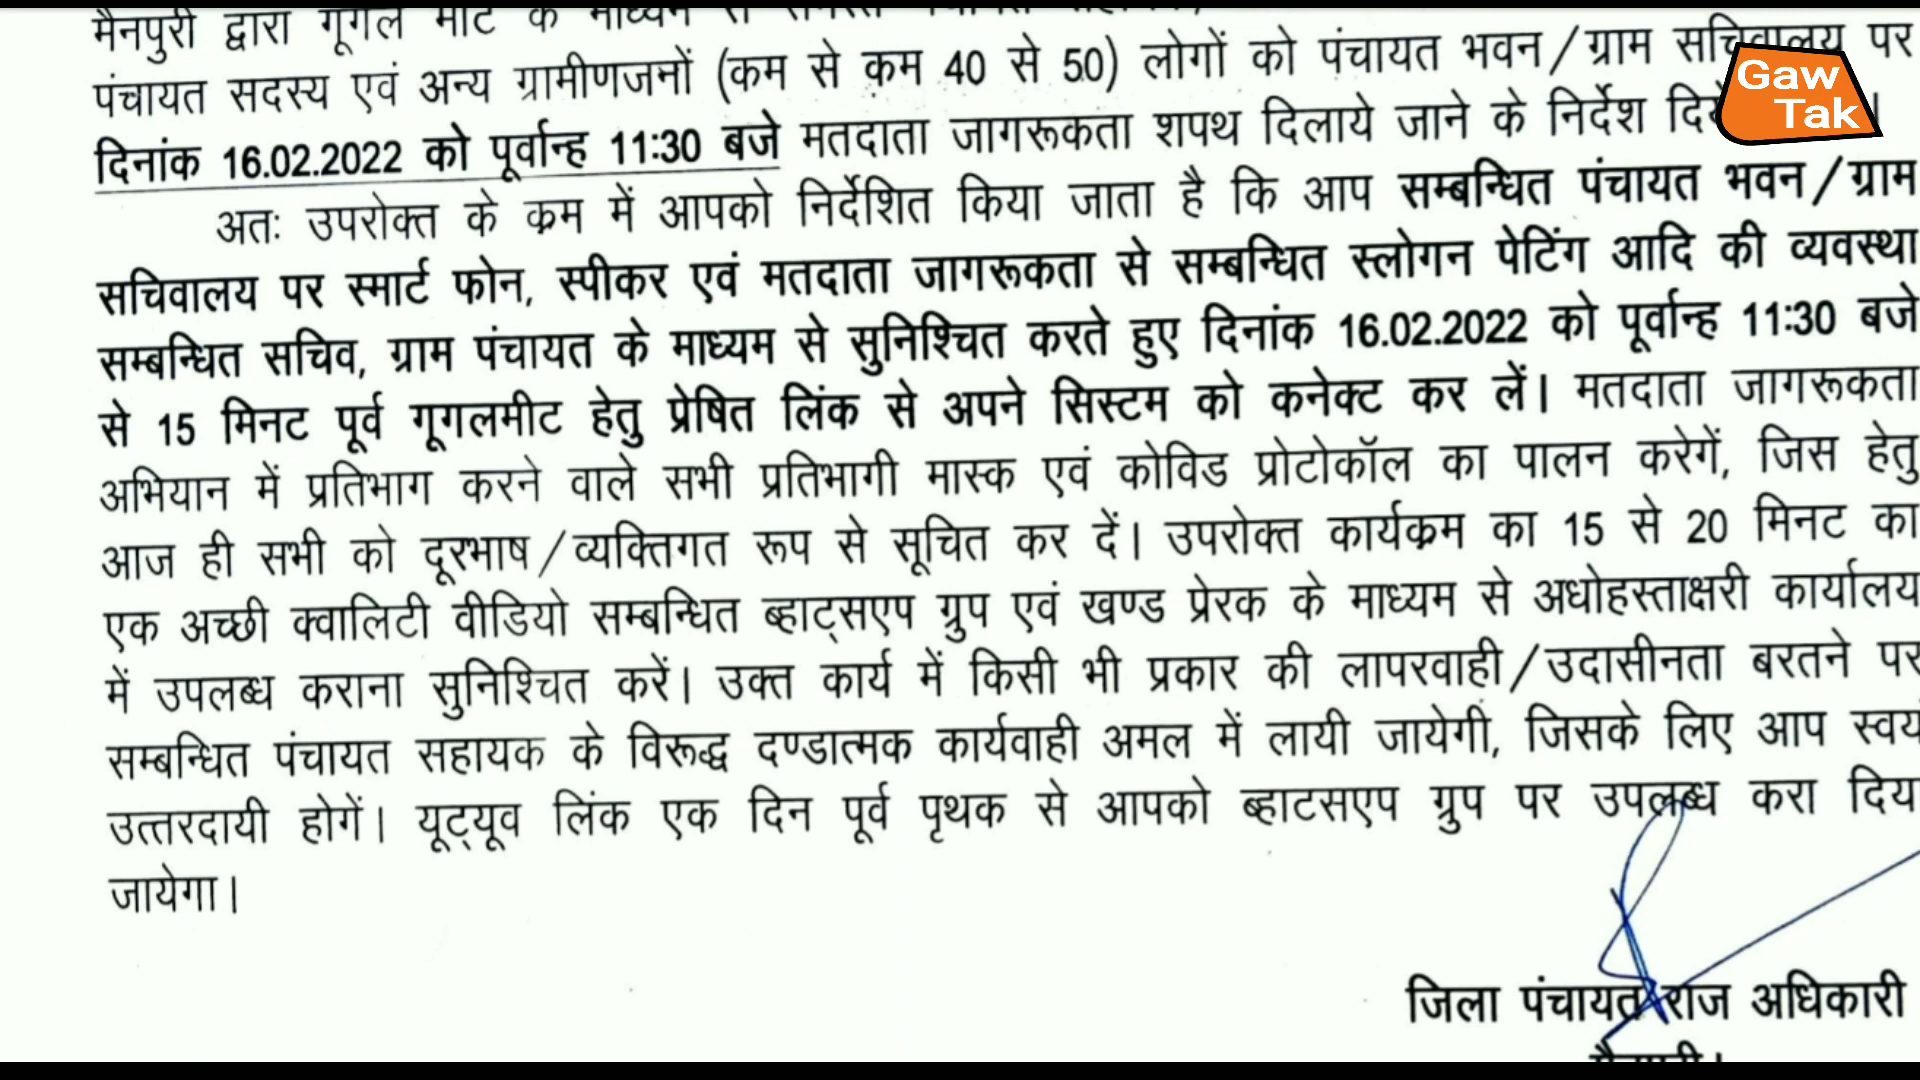 मैनपुरी द्वारा गूगल मीट के माध्यम से
पंचायत सदस्य एवं अन्य ग्रामीणजनों (कम से कम 40 से 50) लोगों को पंचायत भवन/ग्राम सचिवालय पर
दिनांक 16.02.2022 को पूर्वान्ह 11:30 बजे मतदाता जागरूकता शपथ दिलाये जाने के निर्देश
Gaw
Tak
अतः उपरोक्त के क्रम में आपको निर्देशित किया जाता है कि आप सम्बन्धित पंचायत भवन/ग्राम
सचिवालय पर स्मार्ट फोन, स्पीकर एवं मतदाता जागरूकता से सम्बन्धित स्लोगन पेटिंग आदि की व्यवस्था
सम्बन्धित सचिव, ग्राम पंचायत के माध्यम से सुनिश्चित करते हुए दिनांक 16.02.2022 को पूर्वान्ह 11:30 बजे
से 15 मिनट पूर्व गूगलमीट हेतु प्रेषित लिंक से अपने सिस्टम को कनेक्ट कर लें। मतदाता जागरूकता
अभियान में प्रतिभाग करने वाले सभी प्रतिभागी मास्क एवं कोविड प्रोटोकॉल का पालन करेगें, जिस हेतु
आज ही सभी को दूरभाष/व्यक्तिगत रूप से सूचित कर दें। उपरोक्त कार्यक्रम का 15 से 20 मिनट का
एक अच्छी क्वालिटी वीडियो सम्बन्धित ब्हाट्सएप ग्रुप एवं खण्ड प्रेरक के माध्यम से अधोहस्ताक्षरी कार्यालय
में उपलब्ध कराना सुनिश्चित करें। उक्त कार्य में किसी भी प्रकार की लापरवाही/उदासीनता बरतने पर
सम्बन्धित पंचायत सहायक के विरूद्ध दण्डात्मक कार्यवाही अमल में लायी जायेगी, जिसके लिए आप स्वयं
उत्तरदायी होगें। यूट्यूव लिंक एक दिन पूर्व पृथक से आपको ब्हाटसएप ग्रुप पर उपलब्ध करा दिया
जायेगा।
जिला पंचायत राज अधिकारी